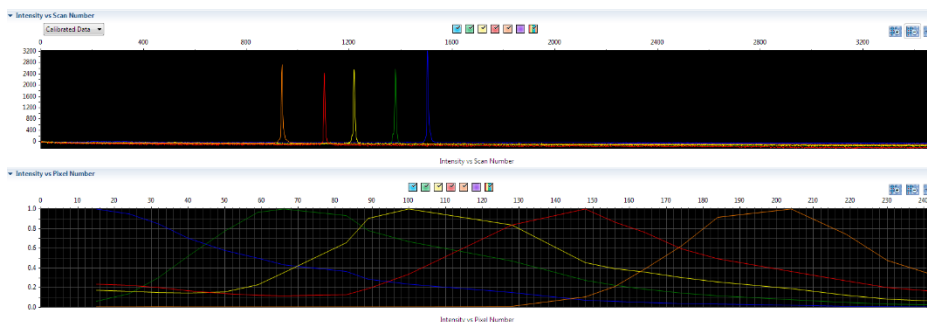 Intensity vs Scan Number
Calibrated Data
0 400 800 1200 1600 2000 2400 2800 3200
3200
2800
2400
2000
1600
1200
800
400
0
Intensity vs Scan Number
Intensity vs Pixel Number
0 10 20 30 40 50 60 70 80 90 100 110 120 130 140 150 160 170 180 190 200 210 220 230 240
1.0
0.8
0.6
0.4
0.2
0.0
Intensity vs Pixel Number